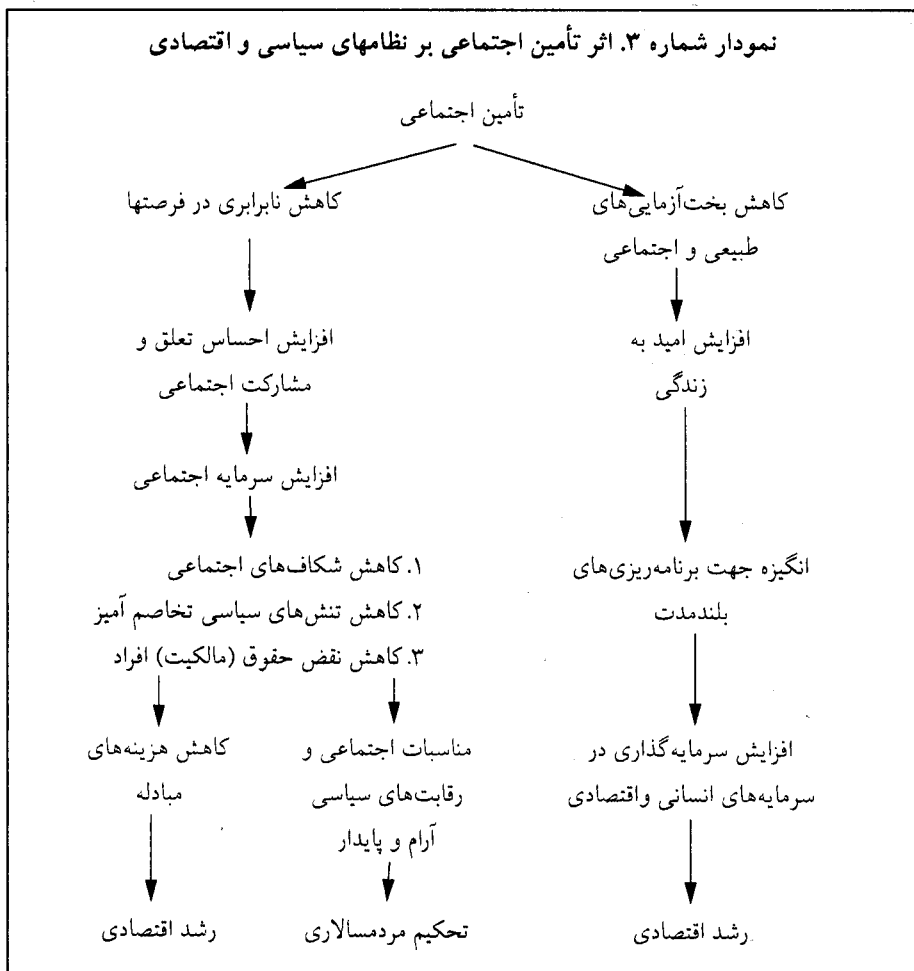 نمودار شماره ۳. اثر تأمین اجتماعی بر نظامهای سیاسی و اقتصادی
تأمین اجتماعی
کاهش بخت‌آزمایی‌های
طبیعی و اجتماعی
افزایش امید به
زندگی
انگیزه جهت برنامه‌ریزی‌های
بلندمدت
افزایش سرمایه‌گذاری در
سرمایه‌های انسانی واقتصادی
رشد اقتصادی
کاهش نابرابری در فرصتها
افزایش احساس تعلق و
مشارکت اجتماعی
افزایش سرمایه اجتماعی
۱. کاهش شکاف‌های اجتماعی
۲. کاهش تنش‌های سیاسی تخاصم آمیز
۳. کاهش نقض حقوق (مالکیت) افراد
مناسبات اجتماعی و
رقابت‌های سیاسی
آرام و پایدار
تحکیم مردمسالاری
کاهش هزینه‌های
مبادله
رشد اقتصادی